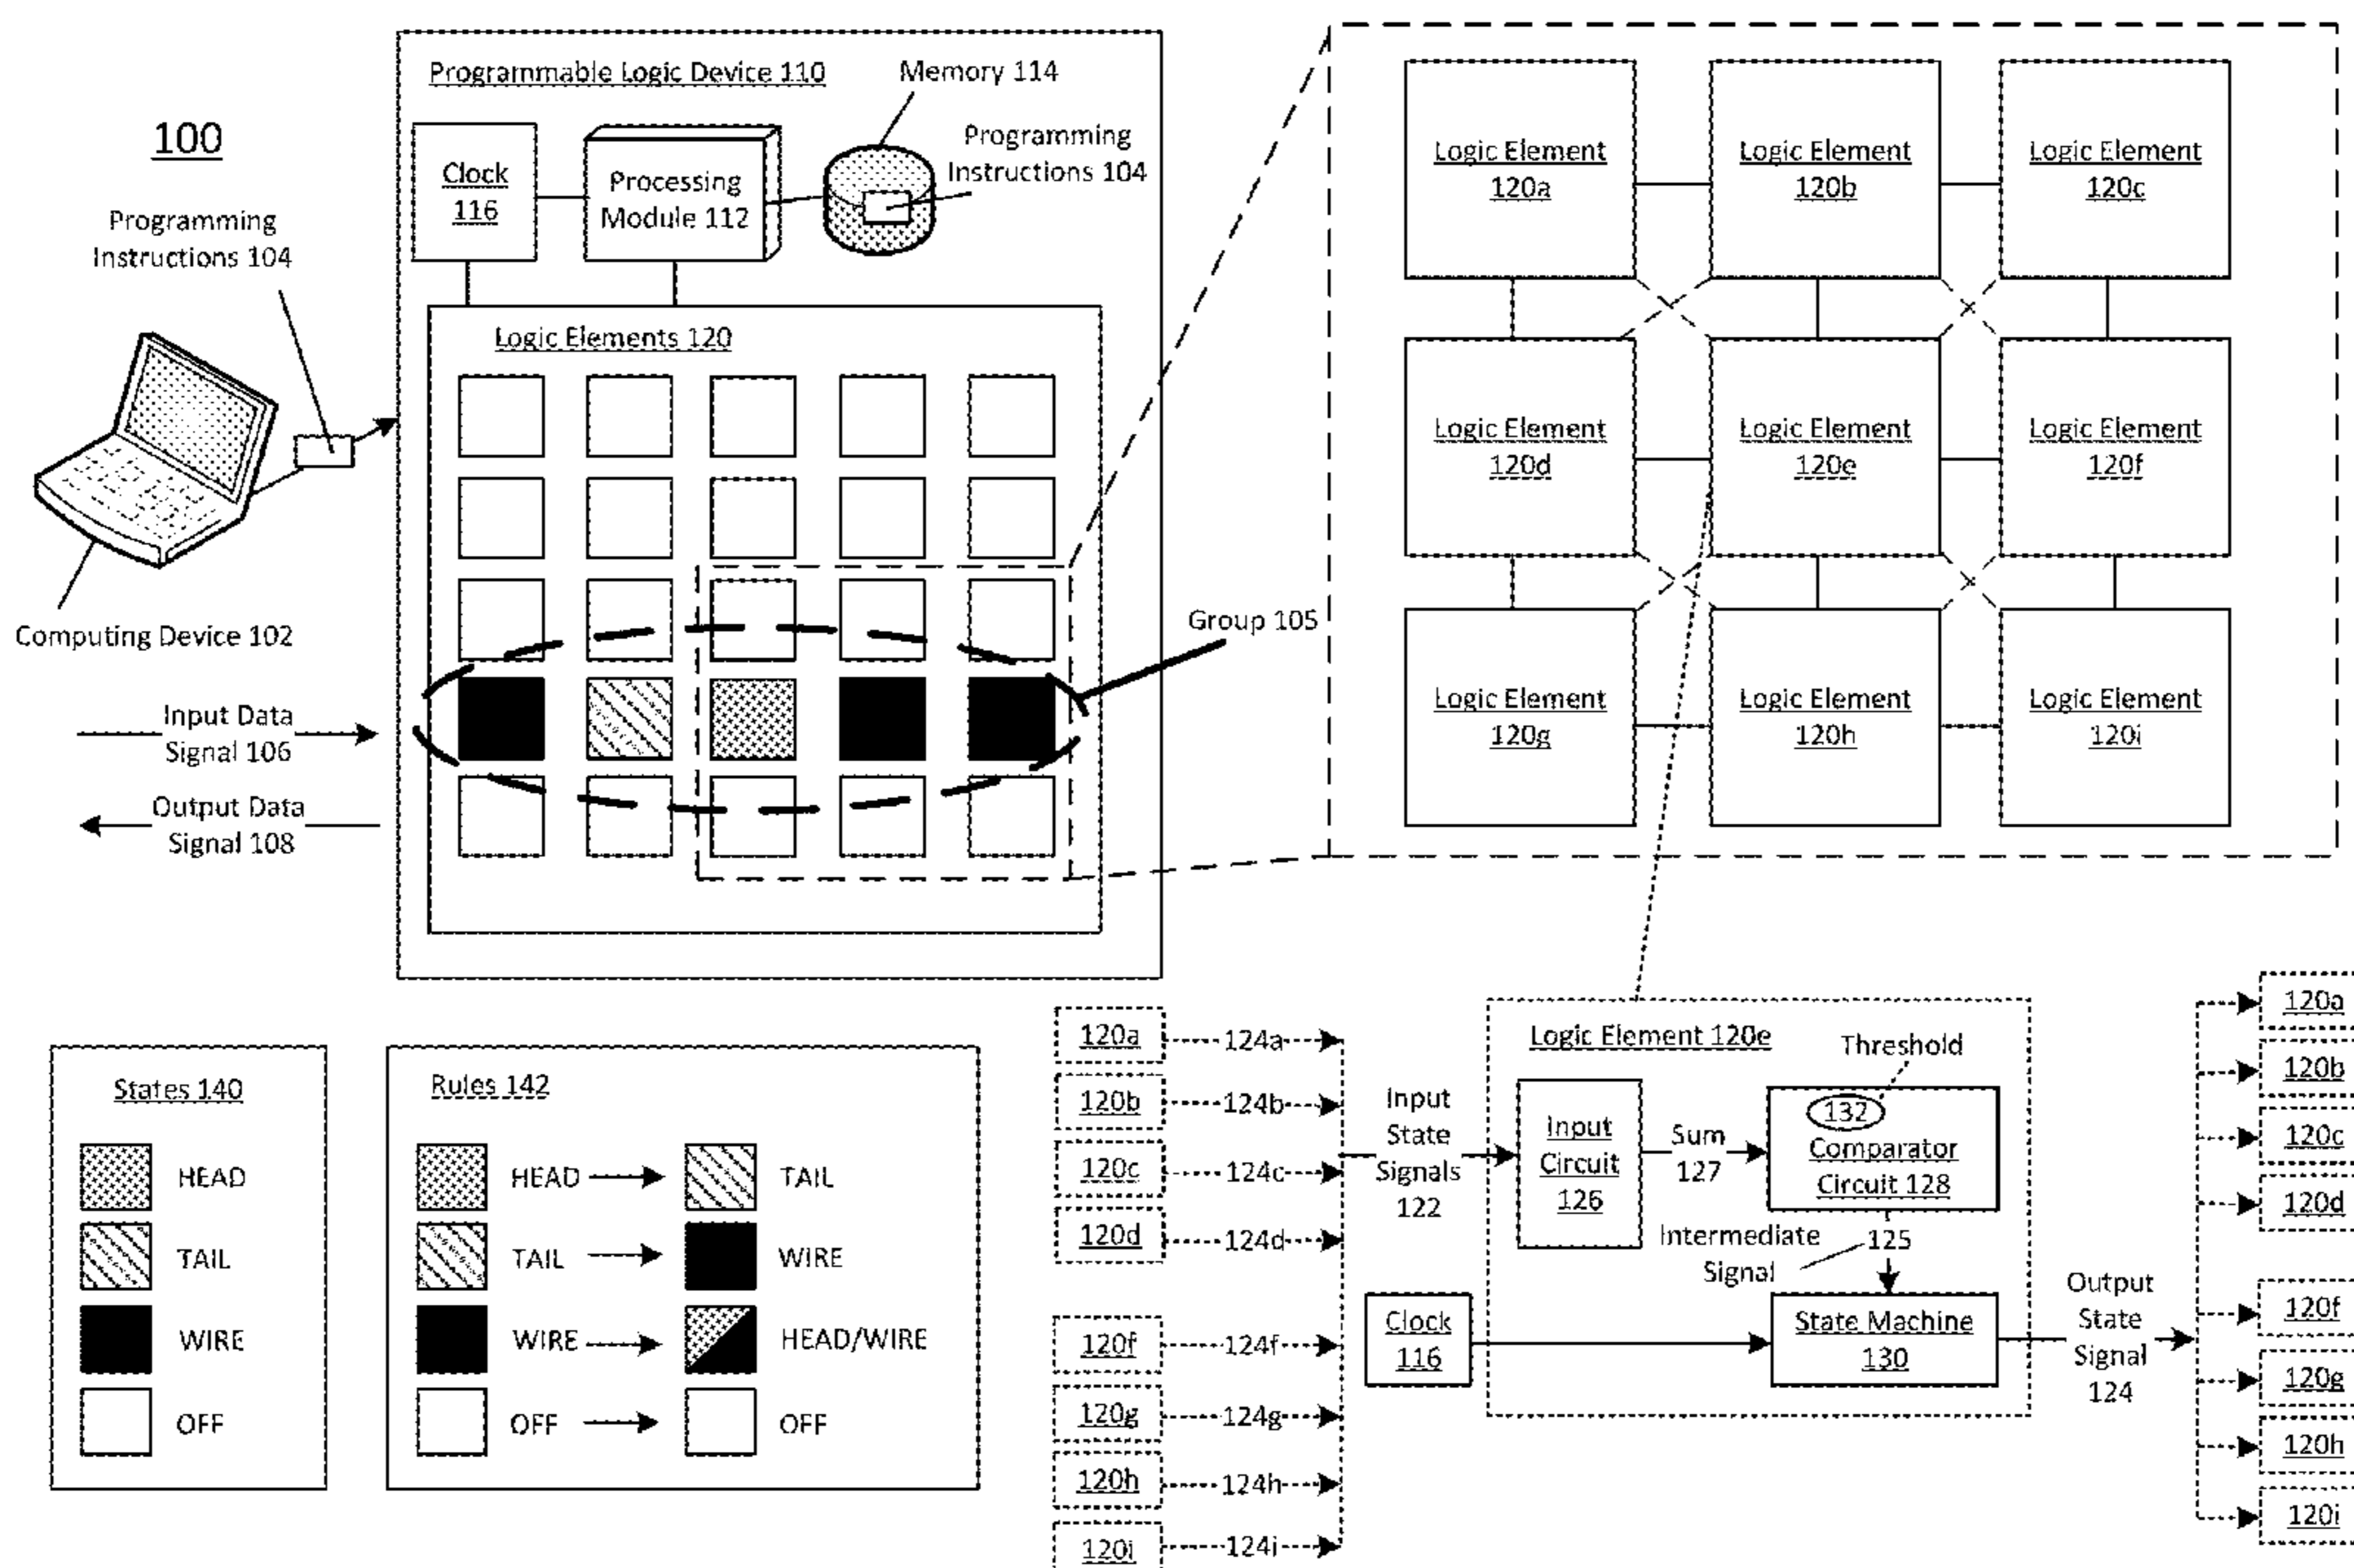 100
Programming
Instructions 104
Computing Device 102
Input Data
Signal 106
Output Data
Signal 108
Programmable Logic Device 110
Memory 114
Clock
116
Processing
Module 112
Programming
Instructions 104
Logic Elements 120
Group 105
Logic Element
120a
Logic Element
120b
Logic Element
120c
Logic Element
120d
Logic Element
120e
Logic Element
120f
Logic Element
120g
Logic Element
120h
Logic Element
120i
States 140
HEAD
TAIL
WIRE
OFF
Rules 142
HEAD
TAIL
TAIL
WIRE
WIRE
HEAD/WIRE
OFF
OFF
120a
124a
120b
124b
120c
124c
120d
124d
120f
124f
120g
124g
120h
124h
120i
124i
Input
State
Signals
122
Clock
116
Logic Element 120e
Threshold
Input
Circuit
126
Sum
127
132
Comparator
Circuit 128
Intermediate
Signal
125
State Machine
130
Output
State
Signal
124
120a
120b
120c
120d
120f
120g
120h
120i